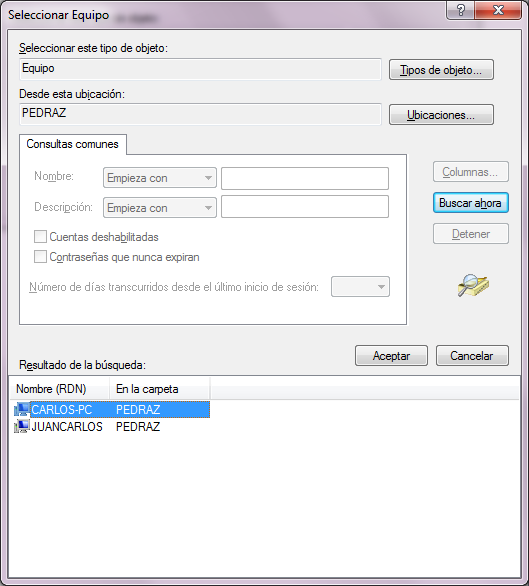 Seleccionar Equipo
Seleccionar este tipo de objeto:
Equipo
Tipos de objeto...
Desde esta ubicación:
PEDRAZ
Ubicaciones...
Consultas comunes
Nombre:
Empieza con
Columnas...
Descripción:
Empieza con
Buscar ahora
Cuentas deshabilitadas
Detener
Contraseñas que nunca expiran
Número de días transcurridos desde el último inicio de sesión:
Aceptar
Cancelar
Resultado de la búsqueda:
Nombre (RDN) En la carpeta
CARLOS-PC PEDRAZ
JUANCARLOS PEDRAZ